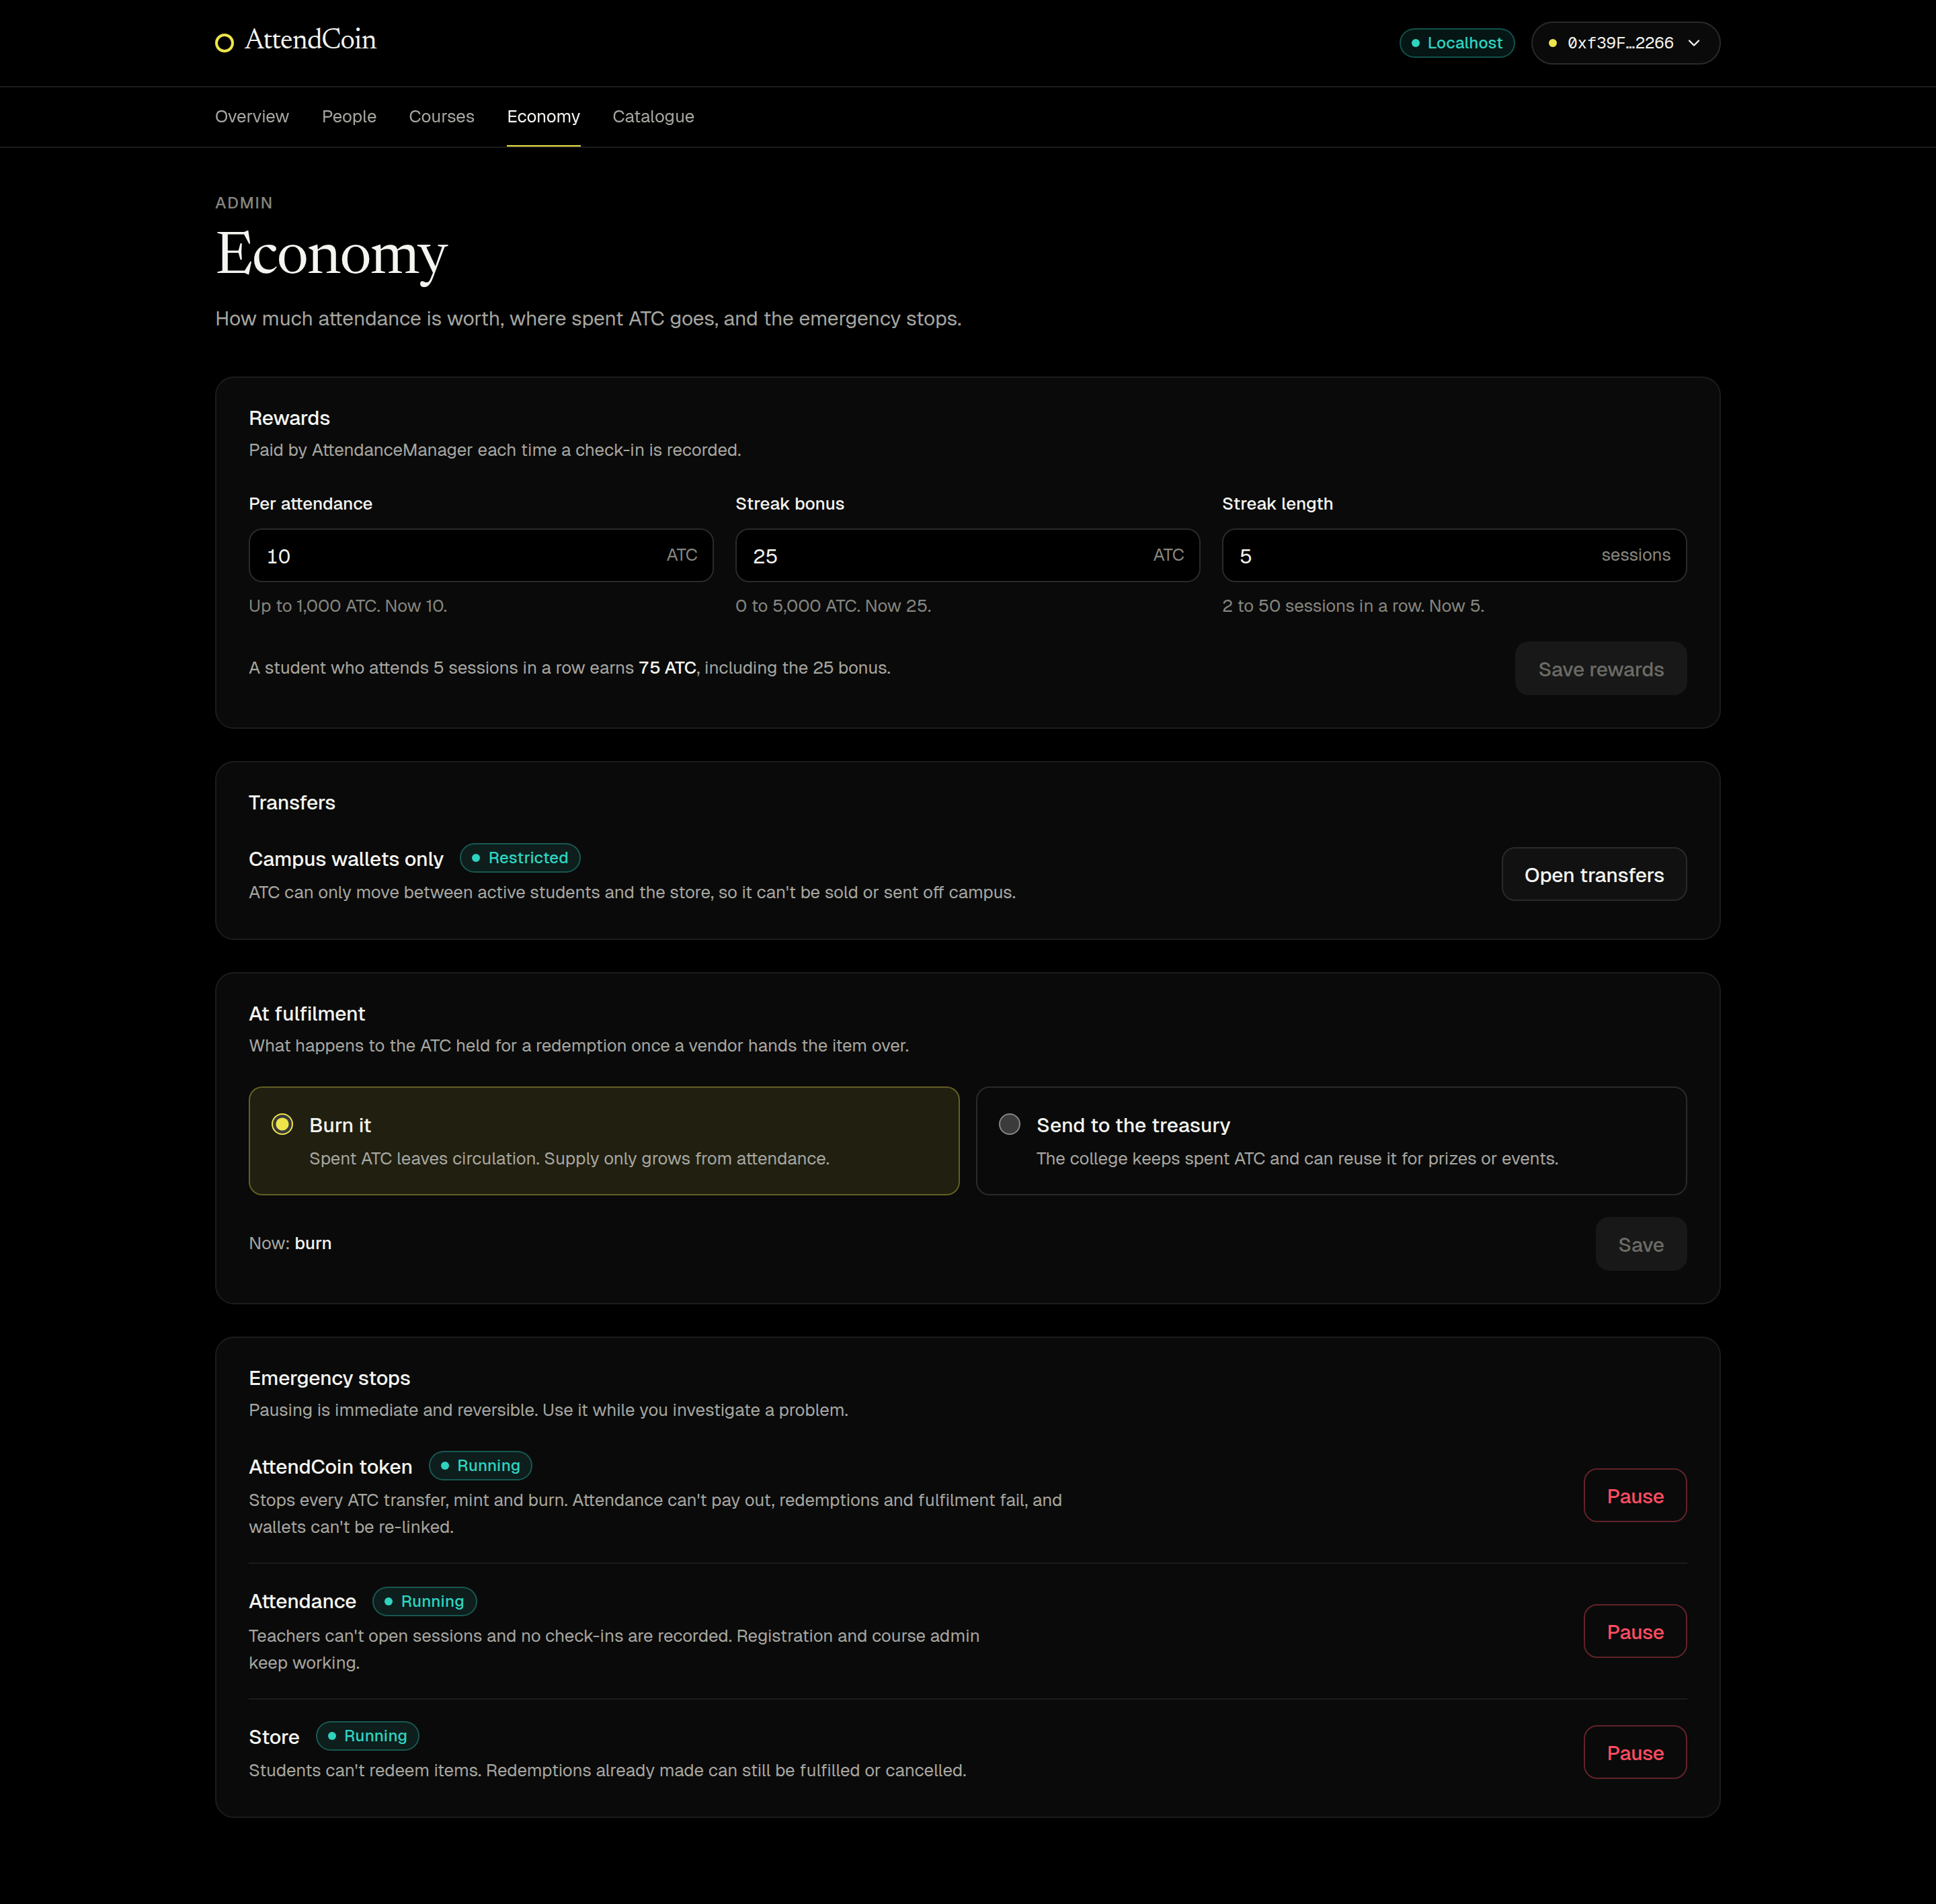 AttendCoin
Localhost
0xf39F…2266
Overview
People
Courses
Economy
Catalogue
ADMIN
Economy
How much attendance is worth, where spent ATC goes, and the emergency stops.
Rewards
Paid by AttendanceManager each time a check-in is recorded.
Per attendance
Streak bonus
Streak length
10 ATC
25 ATC
5 sessions
Up to 1,000 ATC. Now 10.
0 to 5,000 ATC. Now 25.
2 to 50 sessions in a row. Now 5.
A student who attends 5 sessions in a row earns 75 ATC, including the 25 bonus.
Save rewards
Transfers
Campus wallets only
Restricted
ATC can only move between active students and the store, so it can't be sold or sent off campus.
Open transfers
At fulfilment
What happens to the ATC held for a redemption once a vendor hands the item over.
Burn it
Spent ATC leaves circulation. Supply only grows from attendance.
Send to the treasury
The college keeps spent ATC and can reuse it for prizes or events.
Now: burn
Save
Emergency stops
Pausing is immediate and reversible. Use it while you investigate a problem.
AttendCoin token
Running
Stops every ATC transfer, mint and burn. Attendance can't pay out, redemptions and fulfilment fail, and
wallets can't be re-linked.
Pause
Attendance
Running
Teachers can't open sessions and no check-ins are recorded. Registration and course admin
keep working.
Pause
Store
Running
Students can't redeem items. Redemptions already made can still be fulfilled or cancelled.
Pause